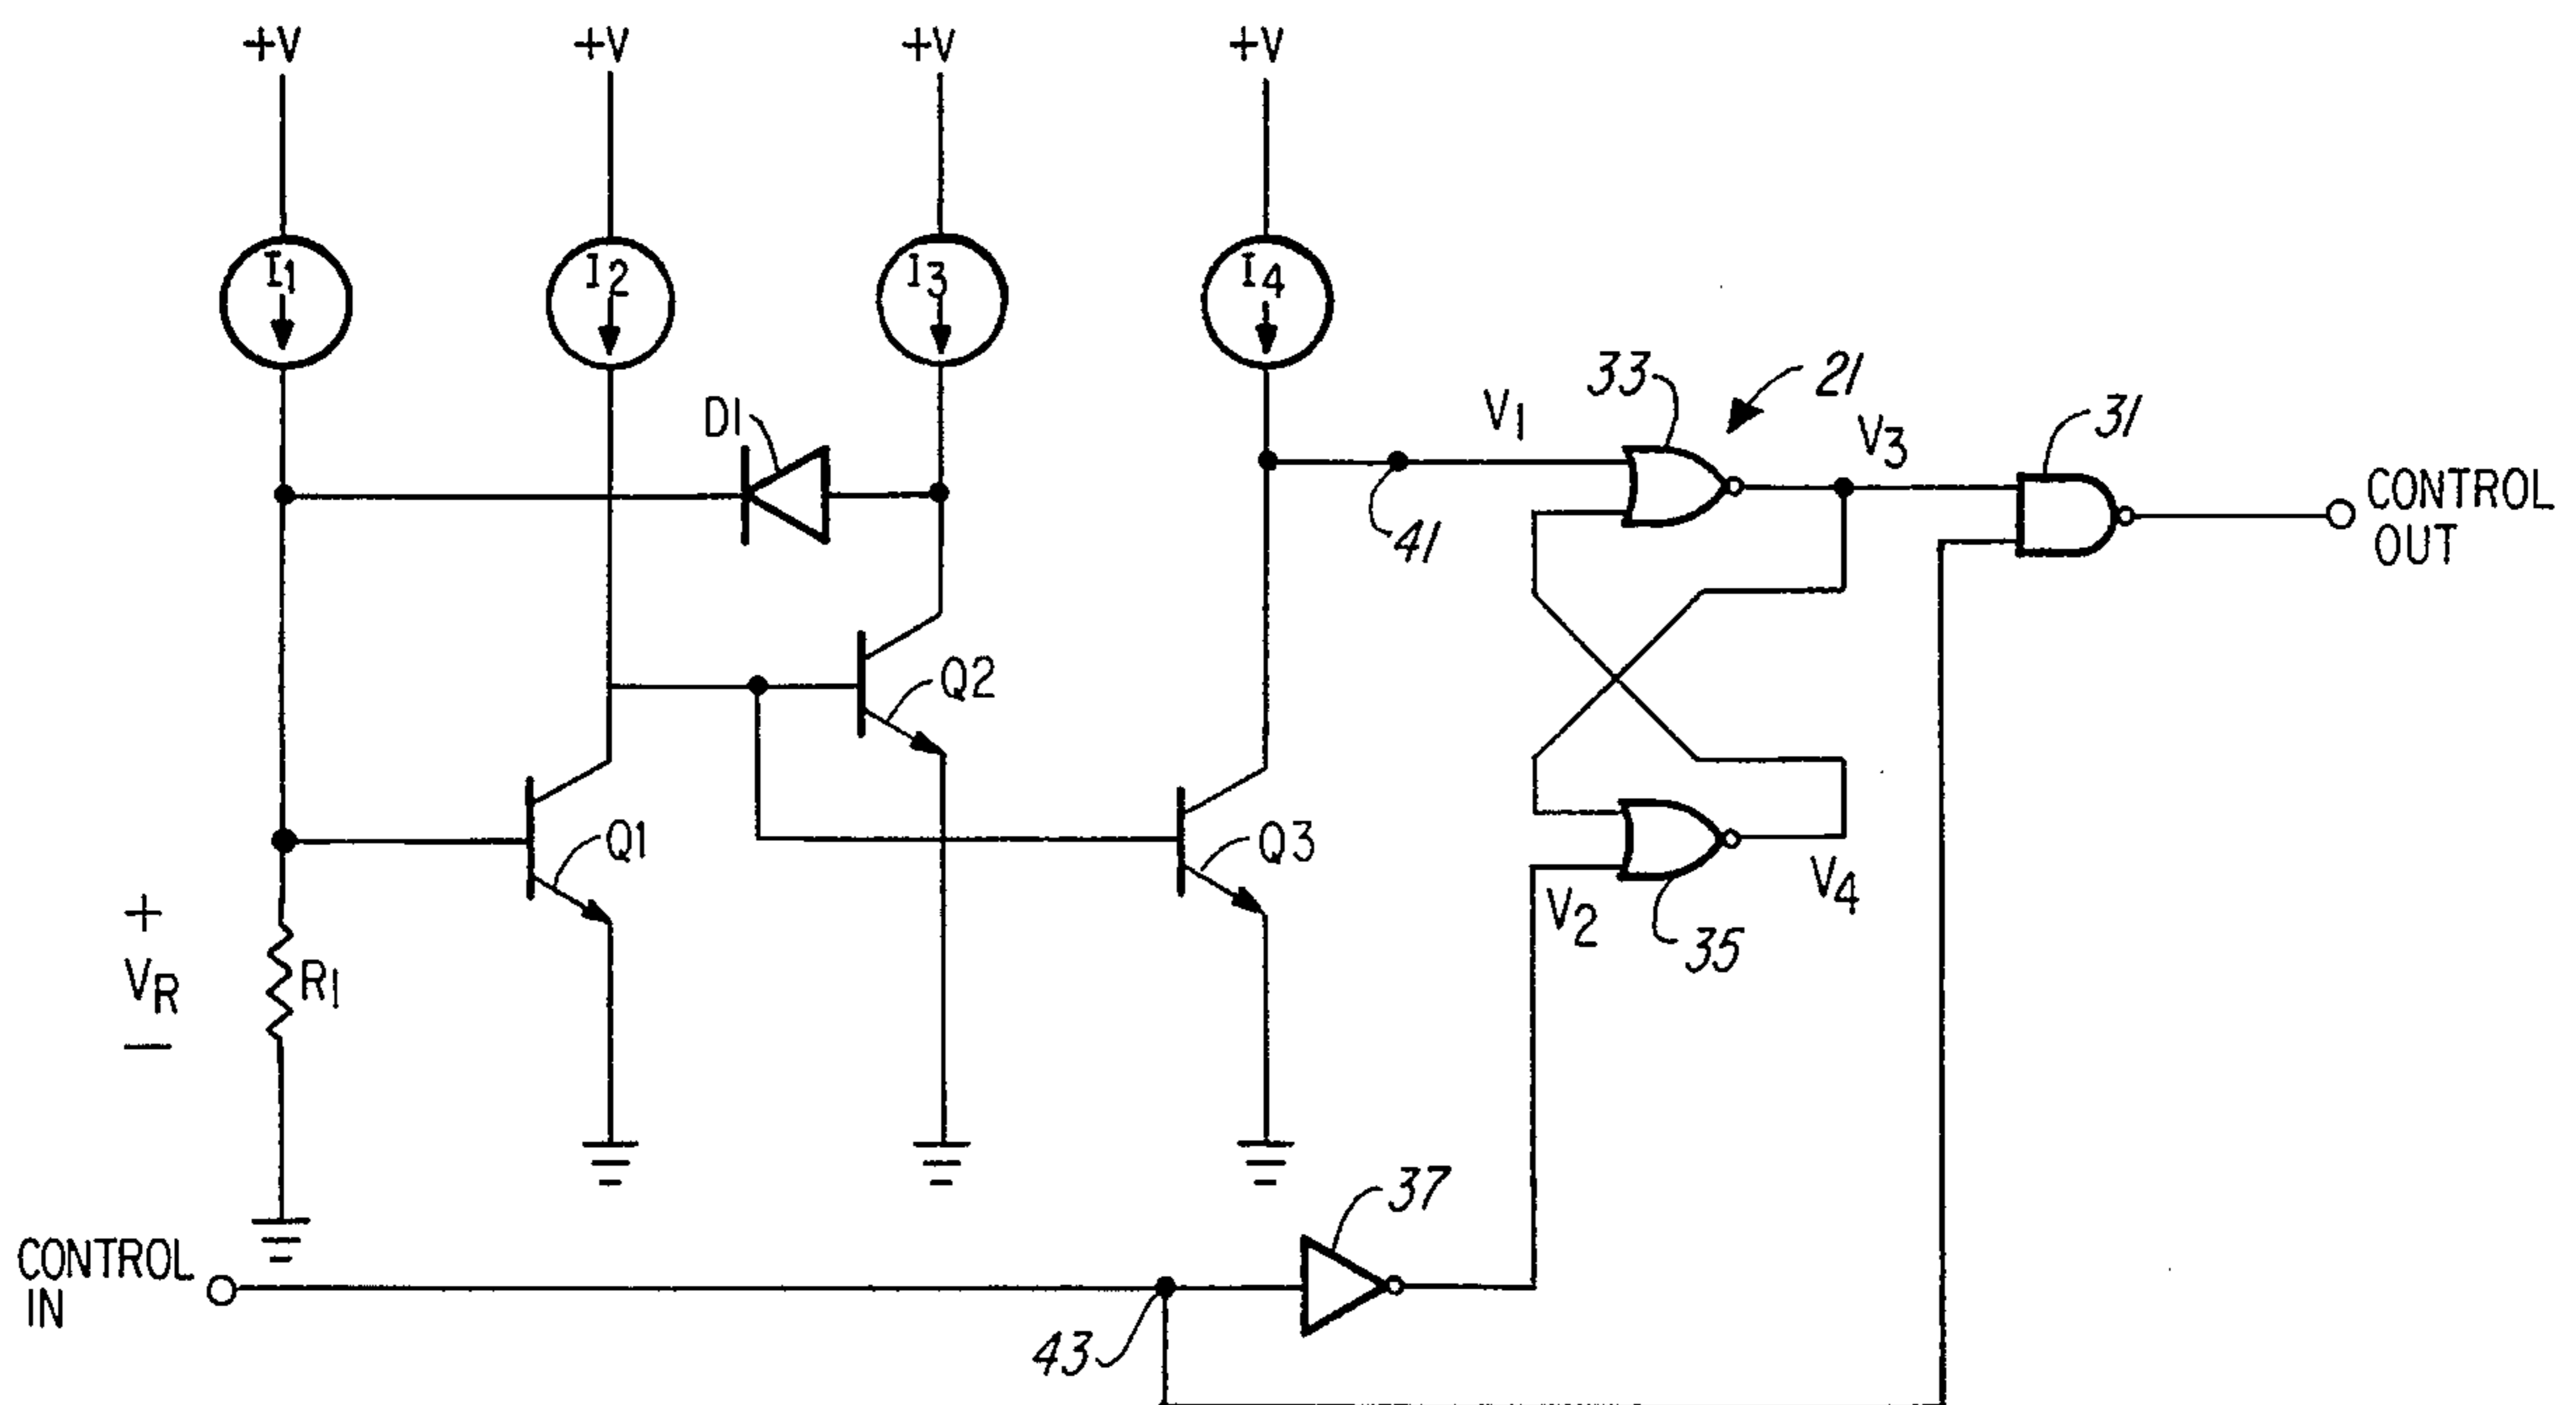 +V +V +V +V
I1 I2 I3 I4
D1
V1
33
21
V3
31
41
CONTROL
OUT
Q2
Q1
Q3
V4
V2
35
+
VR
−
R1
37
CONTROL
IN
43